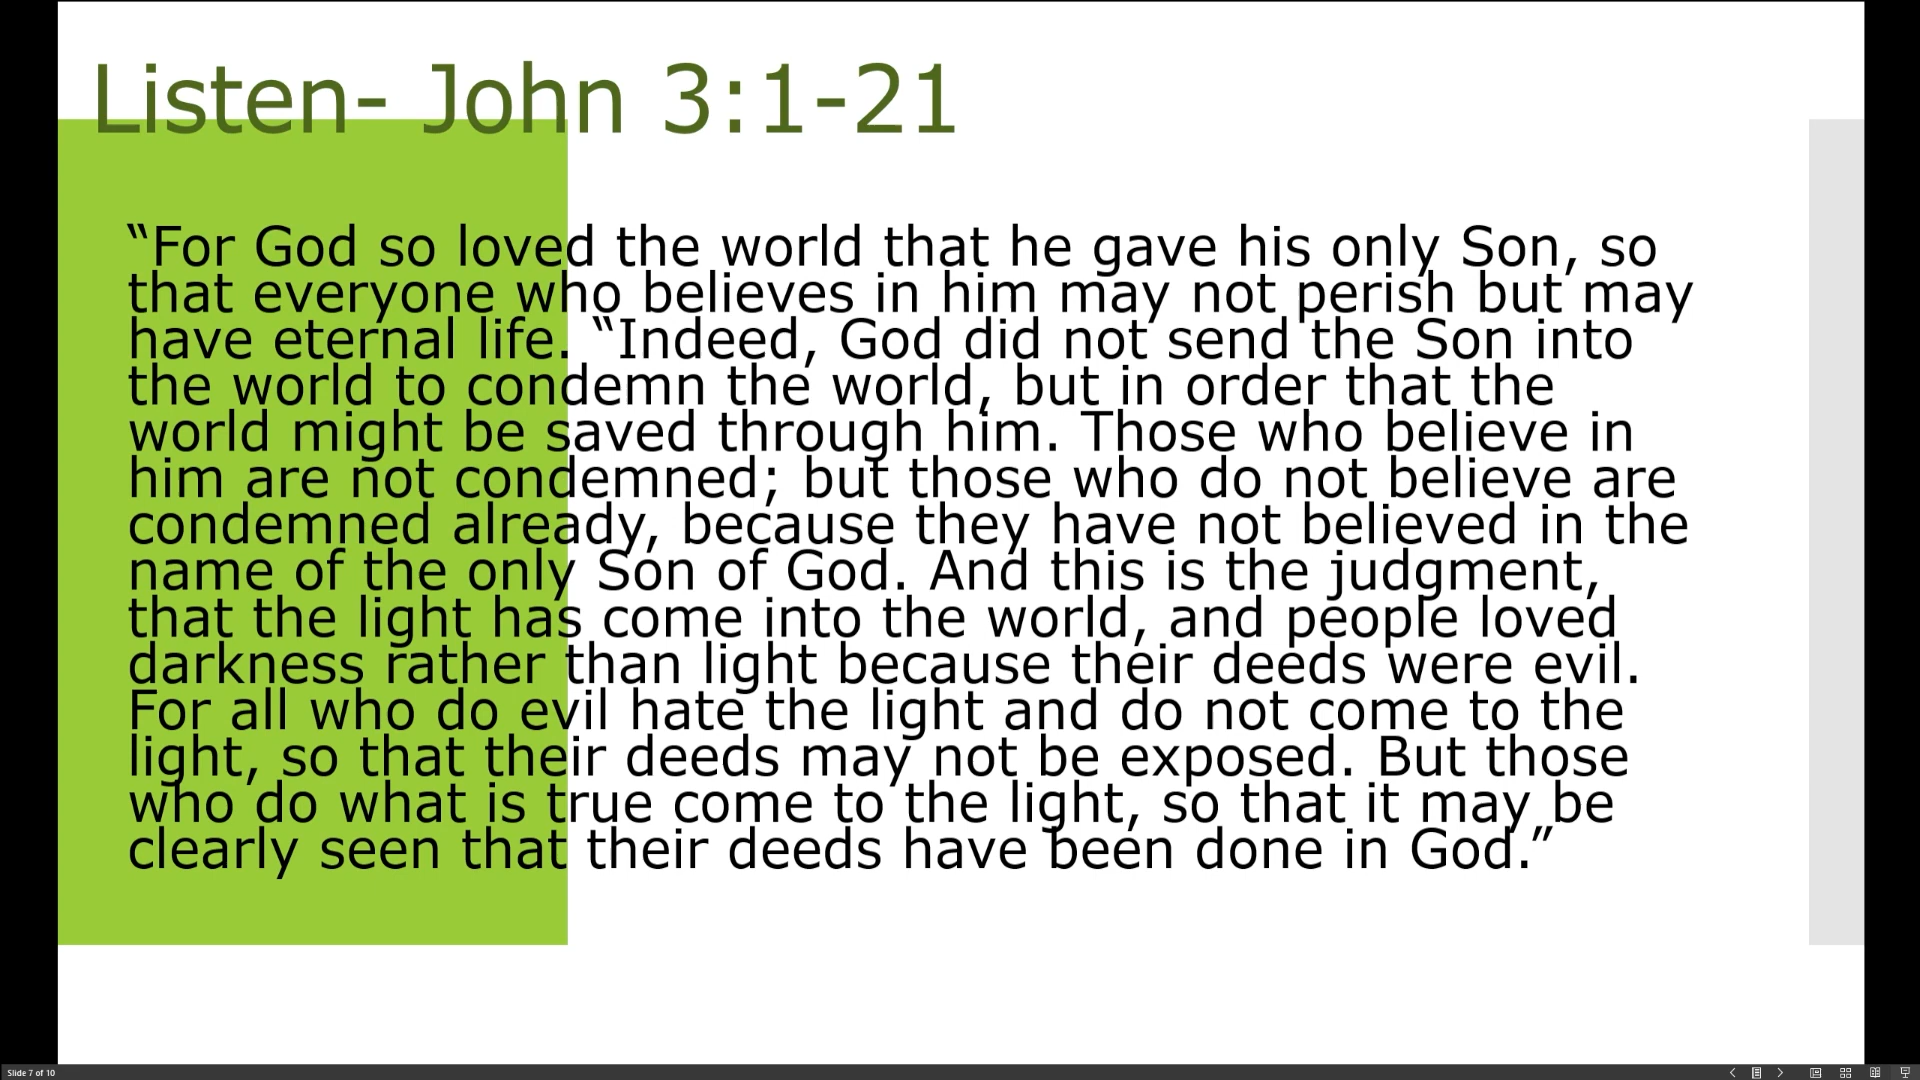 Listen- John 3:1-21
“For God so loved the world that he gave his only Son, so
that everyone who believes in him may not perish but may
have eternal life. “Indeed, God did not send the Son into
the world to condemn the world, but in order that the
world might be saved through him. Those who believe in
him are not condemned; but those who do not believe are
condemned already, because they have not believed in the
name of the only Son of God. And this is the judgment,
that the light has come into the world, and people loved
darkness rather than light because their deeds were evil.
For all who do evil hate the light and do not come to the
light, so that their deeds may not be exposed. But those
who do what is true come to the light, so that it may be
clearly seen that their deeds have been done in God.”
Slide 7 of 10